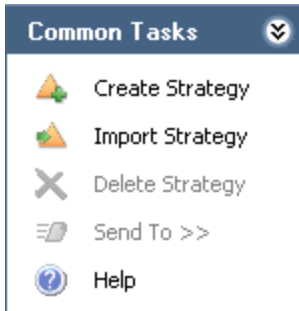 Common Tasks
Create Strategy
Import Strategy
Delete Strategy
Send To >>
Help